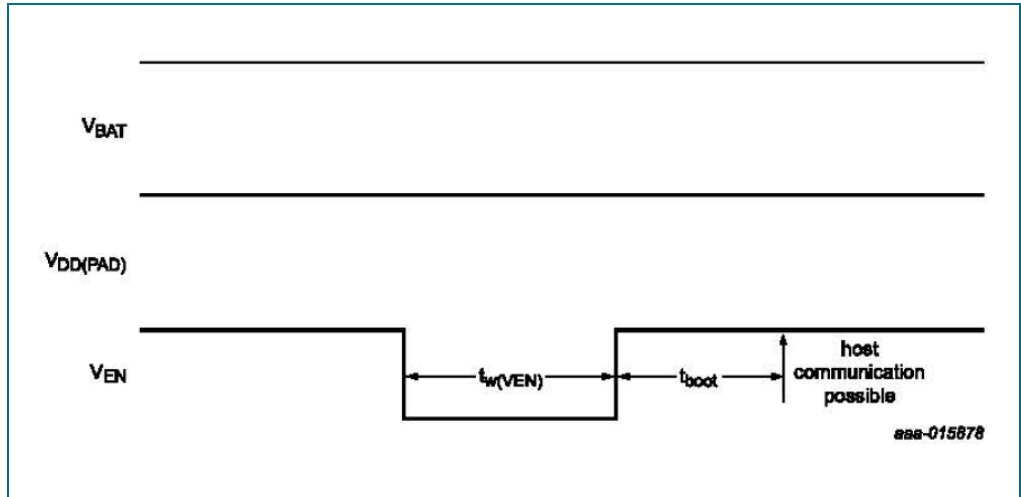 VBAT
VDD(PAD)
VEN
tw(VEN)
tboot
host
communication
possible
aaa-015878